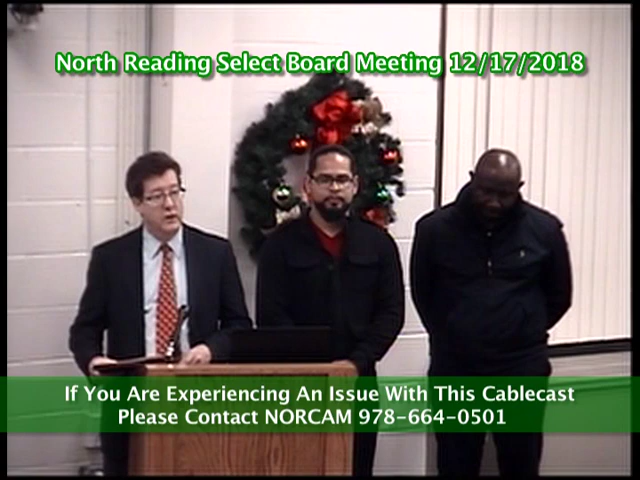 North Reading Select Board Meeting 12/17/2018
If You Are Experiencing An Issue With This Cablecast
Please Contact NORCAM 978-664-0501